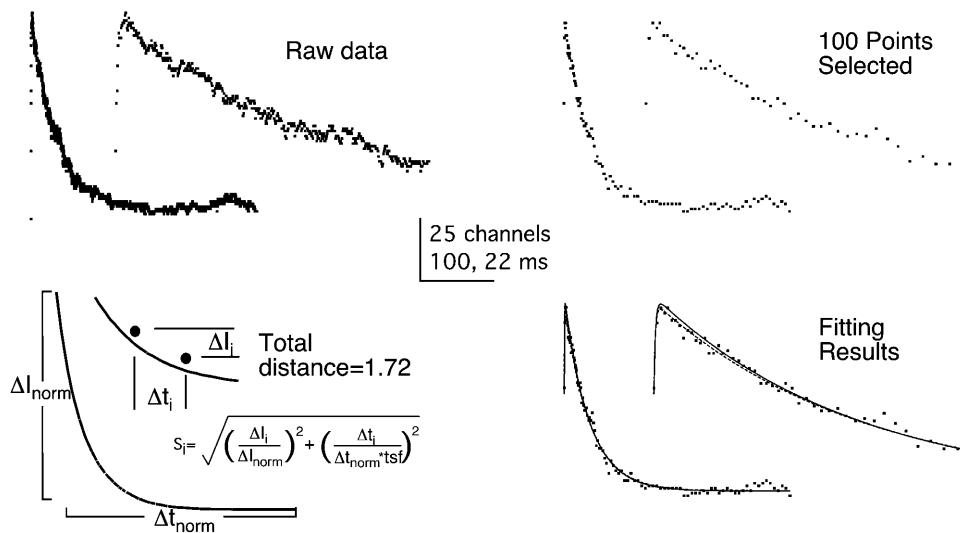 Raw data
100 Points
Selected
25 channels
100, 22 ms
ΔI_norm
ΔI_i
Δt_i
Total
distance=1.72
S_i= √((ΔI_i/ΔI_norm)^2 + (Δt_i/Δt_norm*tsf)^2)
Δt_norm
Fitting
Results